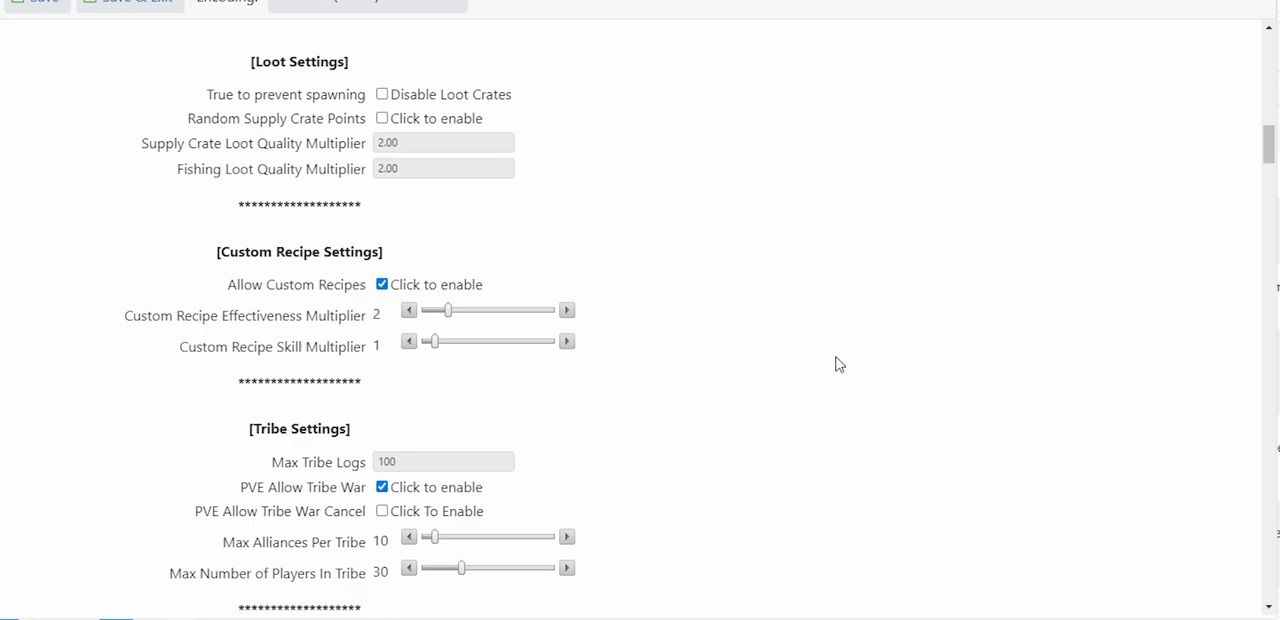 Save Save & Exit Encoding:
[Loot Settings]
True to prevent spawning Disable Loot Crates
Random Supply Crate Points Click to enable
Supply Crate Loot Quality Multiplier 2.00
Fishing Loot Quality Multiplier 2.00
*******************
[Custom Recipe Settings]
Allow Custom Recipes Click to enable
Custom Recipe Effectiveness Multiplier 2
Custom Recipe Skill Multiplier 1
*******************
[Tribe Settings]
Max Tribe Logs 100
PVE Allow Tribe War Click to enable
PVE Allow Tribe War Cancel Click To Enable
Max Alliances Per Tribe 10
Max Number of Players In Tribe 30
*******************